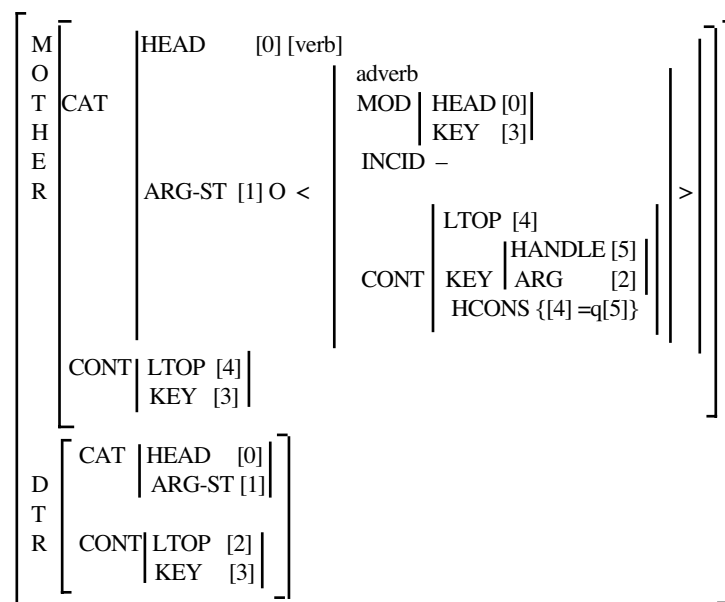 M HEAD [0] [verb]
O adverb
T CAT MOD HEAD [0]
H KEY [3]
E INCID –
R ARG-ST [1] O < >
LTOP [4]
HANDLE [5]
CONT KEY ARG [2]
HCONS {[4] =q[5]}
CONT LTOP [4]
KEY [3]
CAT HEAD [0]
D ARG-ST [1]
T
R CONT LTOP [2]
KEY [3]